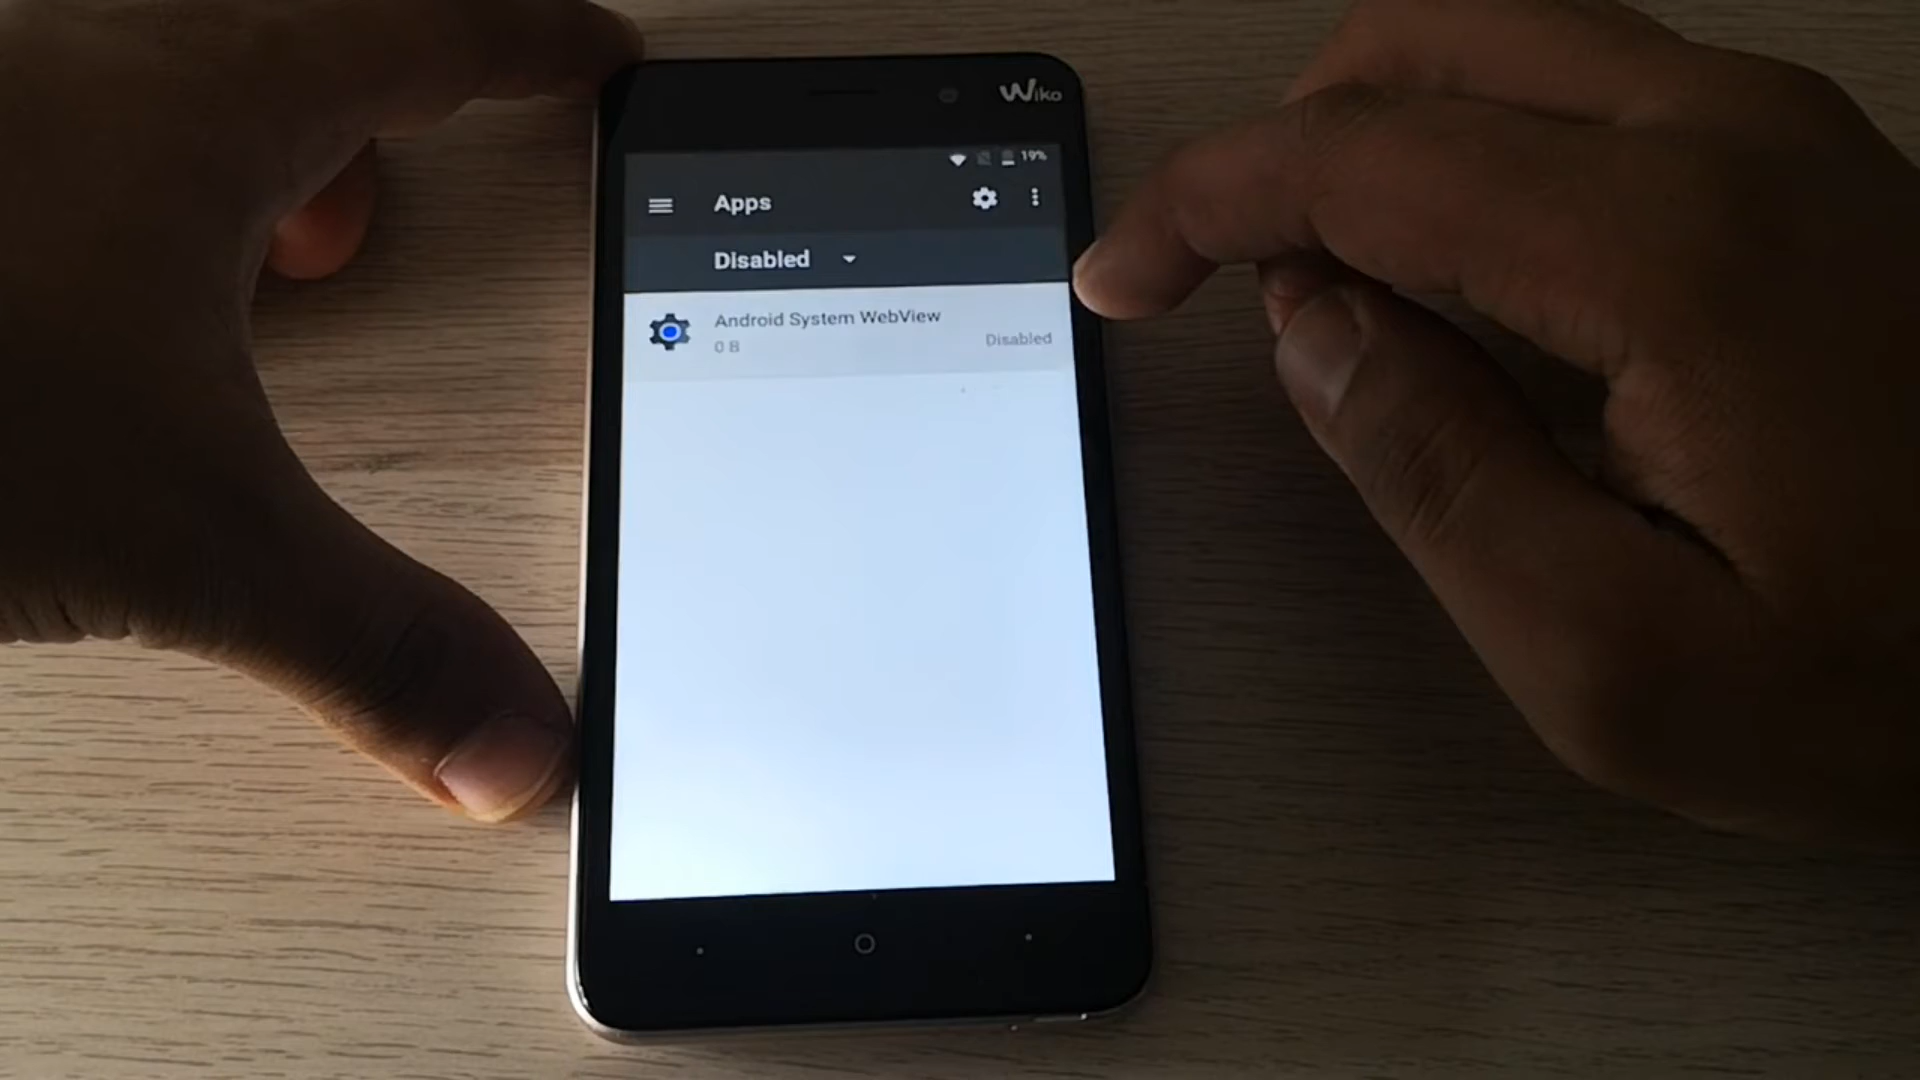 Wiko
19%
Apps
Disabled
Android System WebView
0 B
Disabled